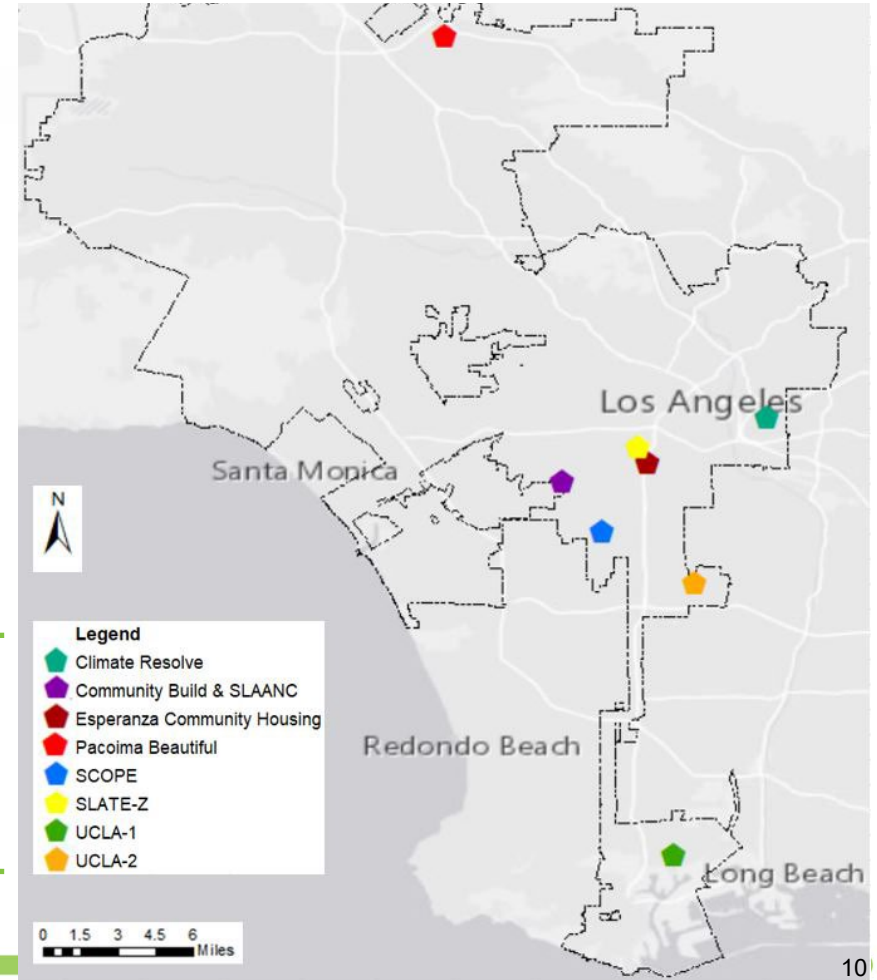 Los Angeles
Santa Monica
N
Legend
Climate Resolve
Community Build & SLAANC
Esperanza Community Housing
Pacoima Beautiful
SCOPE
SLATE-Z
UCLA-1
UCLA-2
Redondo Beach
Long Beach
0 1.5 3 4.5 6
Miles
10